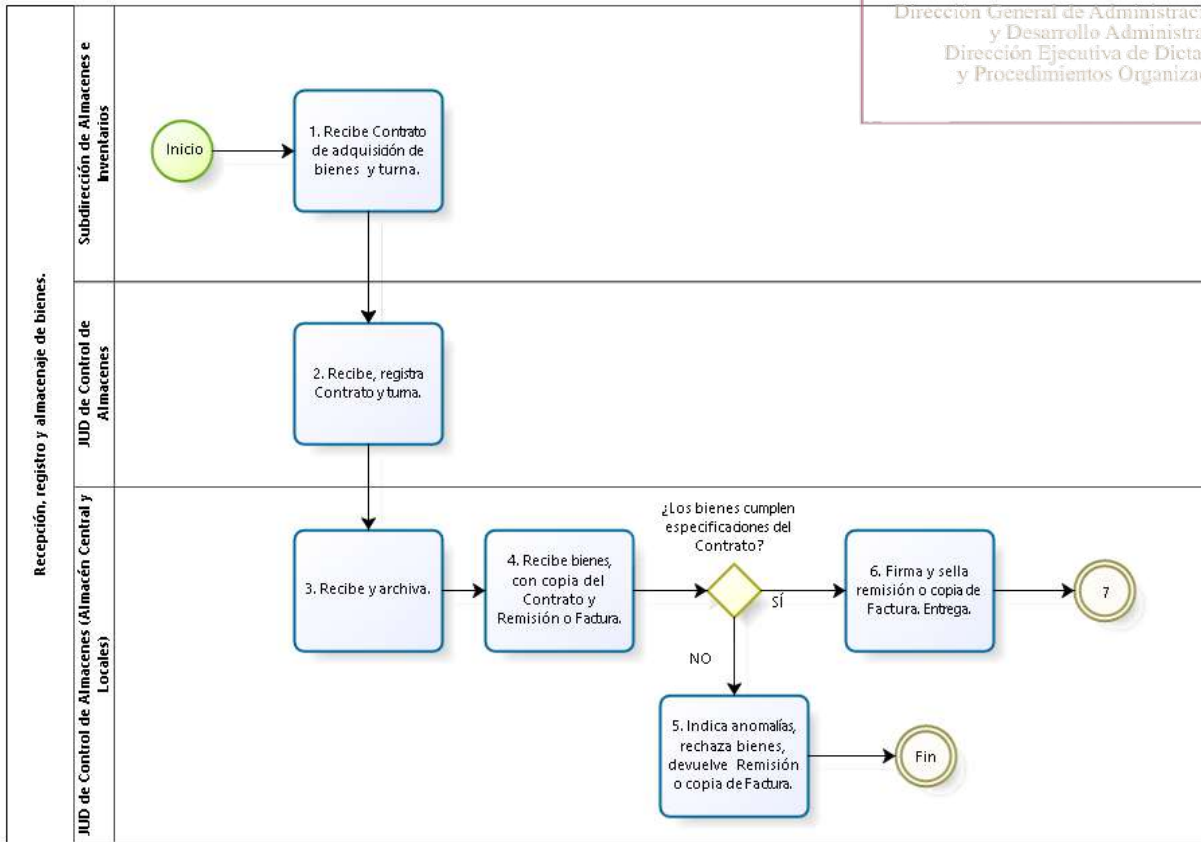 Dirección General de Administrac
y Desarrollo Administra
Dirección Ejecutiva de Dicta
y Procedimientos Organiza
Recepción, registro y almacenaje de bienes.
Subdirección de Almacenes e
Inventarios
Inicio
1. Recibe Contrato
de adquisición de
bienes y turna.
JUD de Control de
Almacenes
2. Recibe, registra
Contrato y turna.
JUD de Control de Almacenes (Almacén Central y
Locales)
3. Recibe y archiva.
4. Recibe bienes,
con copia del
Contrato y
Remisión o Factura.
¿Los bienes cumplen
especificaciones del
Contrato?
SÍ
6. Firma y sella
remisión o copia de
Factura. Entrega.
7
NO
5. Indica anomalías,
rechaza bienes,
devuelve Remisión
o copia de Factura.
Fin